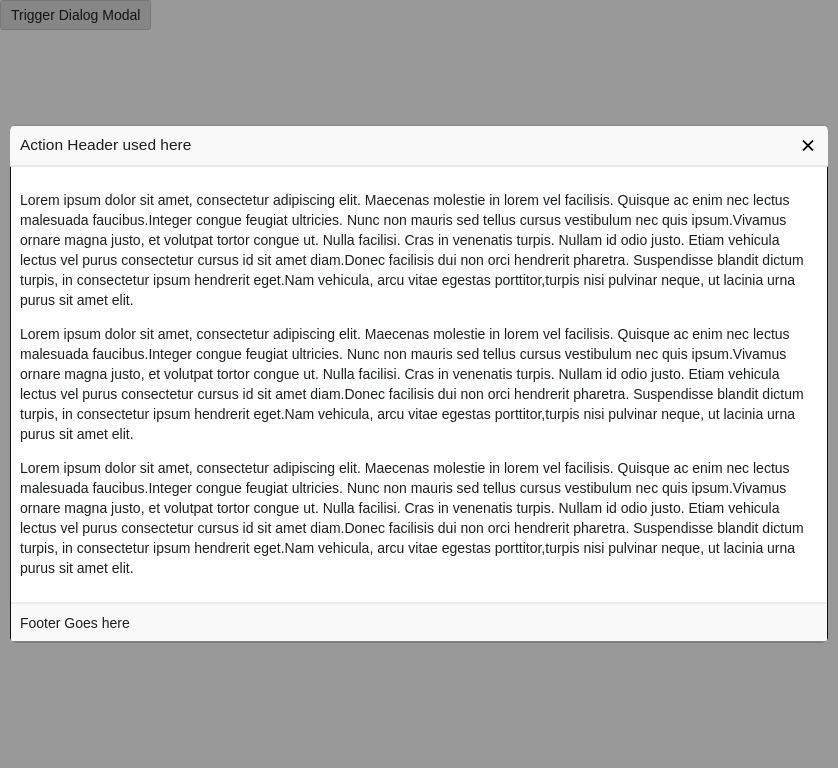 Trigger Dialog Modal
Action Header used here
Lorem ipsum dolor sit amet, consectetur adipiscing elit. Maecenas molestie in lorem vel facilisis. Quisque ac enim nec lectus
malesuada faucibus.Integer congue feugiat ultricies. Nunc non mauris sed tellus cursus vestibulum nec quis ipsum.Vivamus
ornare magna justo, et volutpat tortor congue ut. Nulla facilisi. Cras in venenatis turpis. Nullam id odio justo. Etiam vehicula
lectus vel purus consectetur cursus id sit amet diam.Donec facilisis dui non orci hendrerit pharetra. Suspendisse blandit dictum
turpis, in consectetur ipsum hendrerit eget.Nam vehicula, arcu vitae egestas porttitor,turpis nisi pulvinar neque, ut lacinia urna
purus sit amet elit.
Lorem ipsum dolor sit amet, consectetur adipiscing elit. Maecenas molestie in lorem vel facilisis. Quisque ac enim nec lectus
malesuada faucibus.Integer congue feugiat ultricies. Nunc non mauris sed tellus cursus vestibulum nec quis ipsum.Vivamus
ornare magna justo, et volutpat tortor congue ut. Nulla facilisi. Cras in venenatis turpis. Nullam id odio justo. Etiam vehicula
lectus vel purus consectetur cursus id sit amet diam.Donec facilisis dui non orci hendrerit pharetra. Suspendisse blandit dictum
turpis, in consectetur ipsum hendrerit eget.Nam vehicula, arcu vitae egestas porttitor,turpis nisi pulvinar neque, ut lacinia urna
purus sit amet elit.
Lorem ipsum dolor sit amet, consectetur adipiscing elit. Maecenas molestie in lorem vel facilisis. Quisque ac enim nec lectus
malesuada faucibus.Integer congue feugiat ultricies. Nunc non mauris sed tellus cursus vestibulum nec quis ipsum.Vivamus
ornare magna justo, et volutpat tortor congue ut. Nulla facilisi. Cras in venenatis turpis. Nullam id odio justo. Etiam vehicula
lectus vel purus consectetur cursus id sit amet diam.Donec facilisis dui non orci hendrerit pharetra. Suspendisse blandit dictum
turpis, in consectetur ipsum hendrerit eget.Nam vehicula, arcu vitae egestas porttitor,turpis nisi pulvinar neque, ut lacinia urna
purus sit amet elit.
Footer Goes here